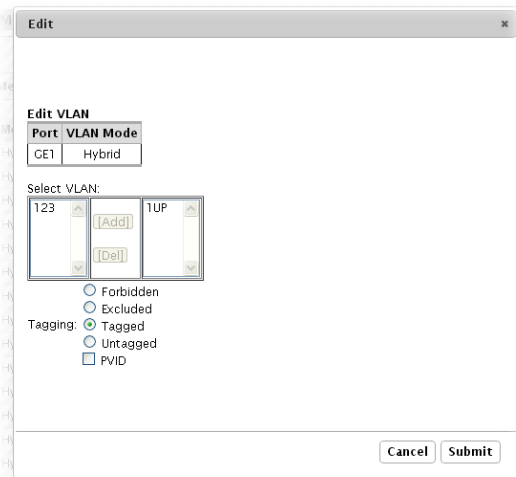 Edit
Edit VLAN
Port VLAN Mode
GE1 Hybrid
Select VLAN:
123 [Add] 1UP
[Del]
Forbidden
Excluded
Tagging: Tagged
Untagged
PVID
Cancel Submit